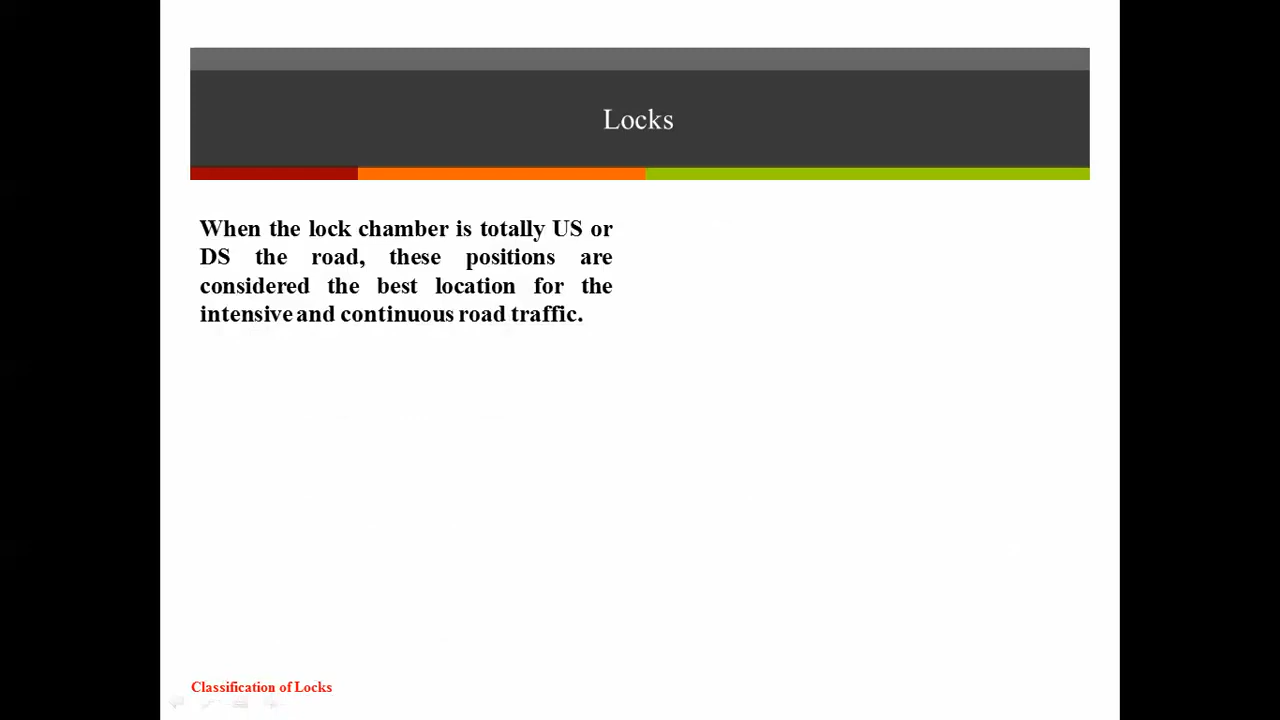 Locks
When the lock chamber is totally US or
DS the road, these positions are
considered the best location for the
intensive and continuous road traffic.
Classification of Locks